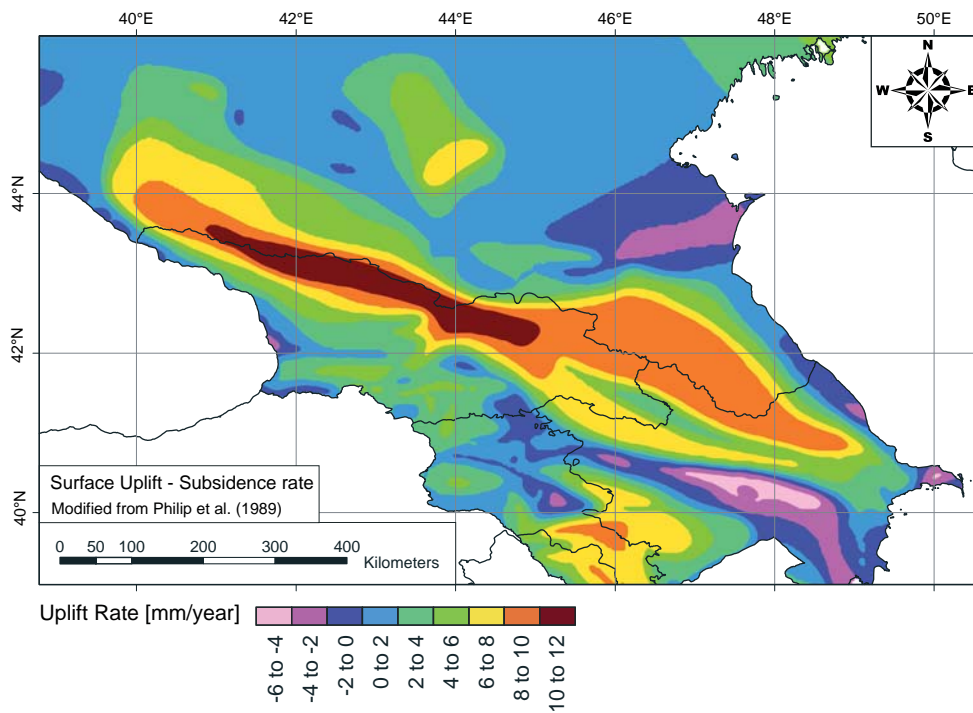 40°E 42°E 44°E 46°E 48°E 50°E
N
W E
S
44°N
42°N
40°N
Surface Uplift - Subsidence rate
Modified from Philip et al. (1989)
0 50 100 200 300 400
Kilometers
Uplift Rate [mm/year]
-6 to -4
-4 to -2
-2 to 0
0 to 2
2 to 4
4 to 6
6 to 8
8 to 10
10 to 12